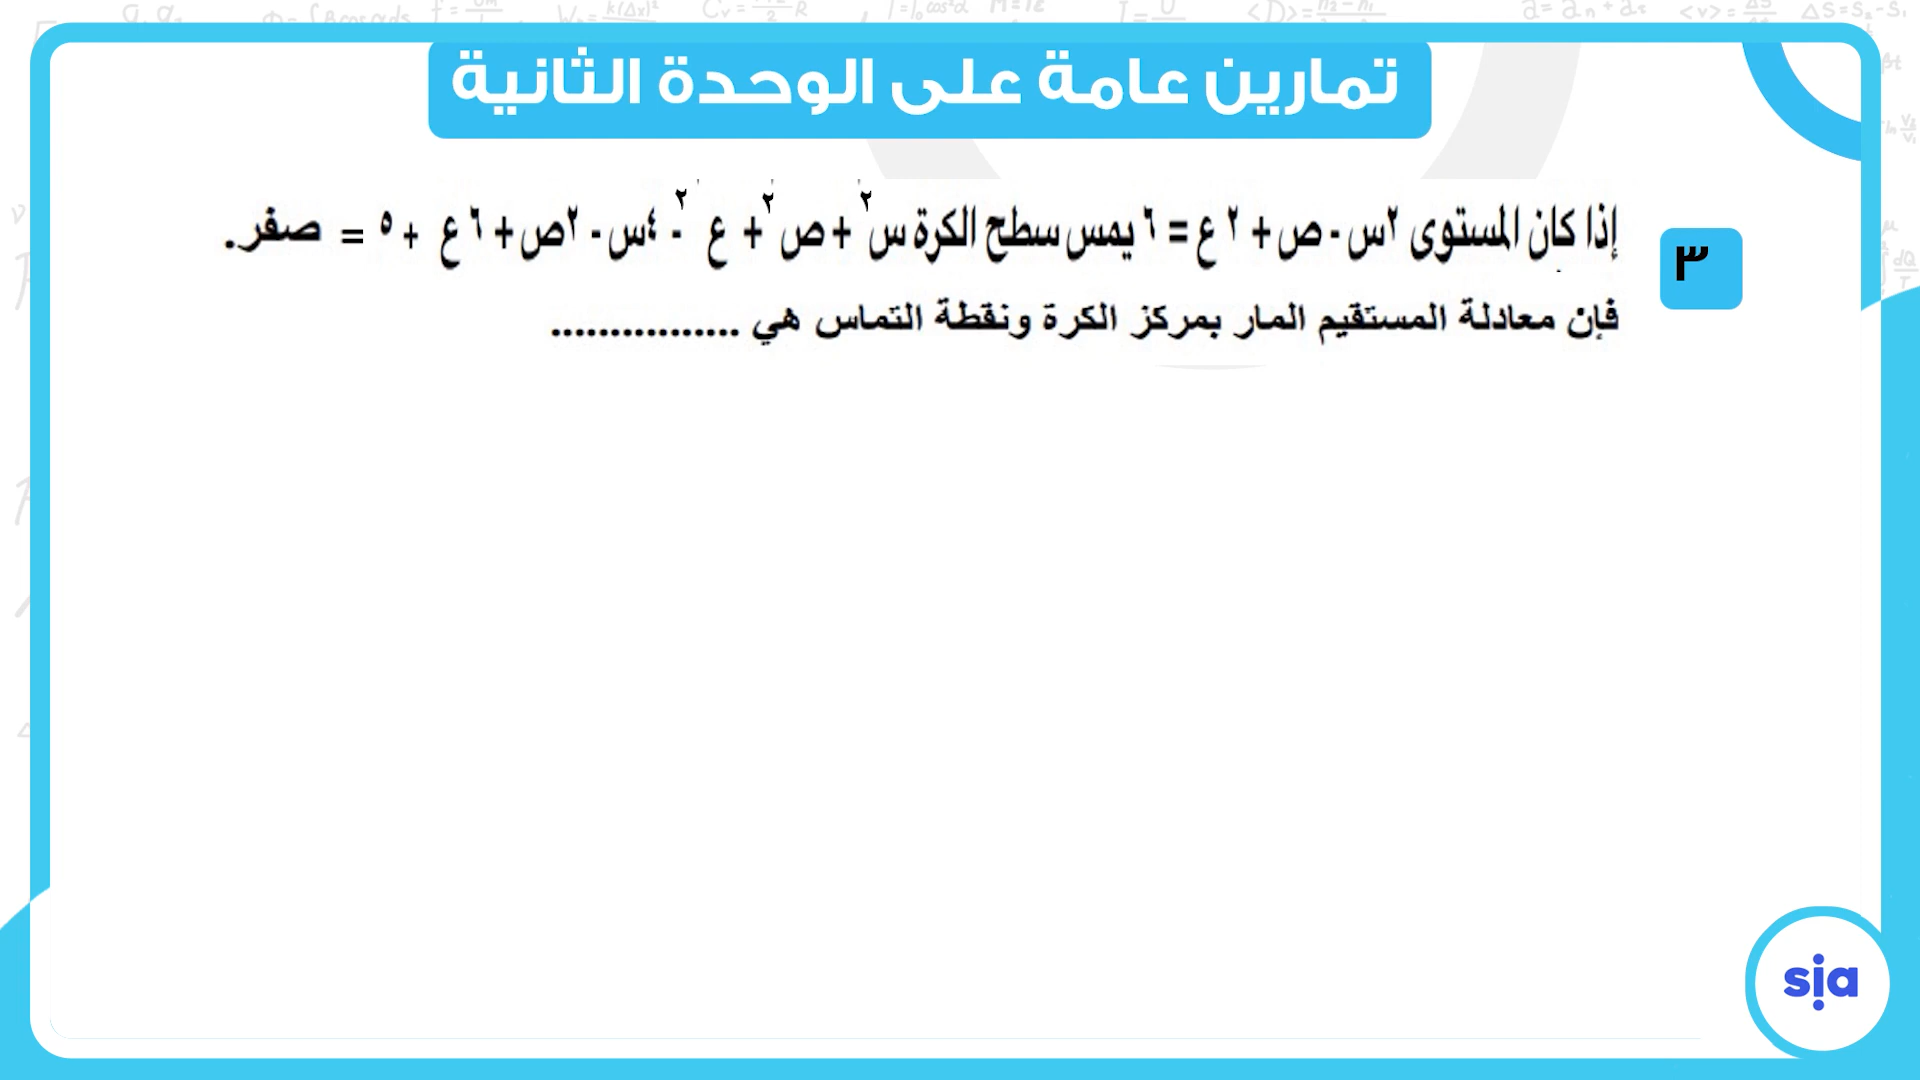 تمارين عامة على الوحدة الثانية
٣
إذا كان المستوى ٢س - ص + ٢ ع = ٦ يمس سطح الكرة س٢ + ص٢ + ع٢ - ٤س - ٢ص + ٦ ع + ٥ = صفر.
فإن معادلة المستقيم المار بمركز الكرة ونقطة التماس هي ................
sia